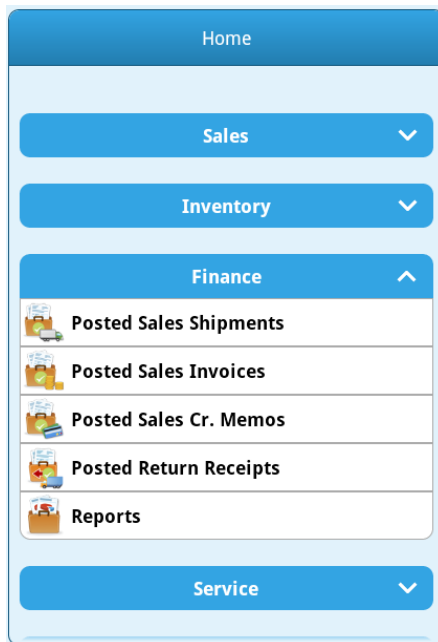 Home
Sales
Inventory
Finance
Posted Sales Shipments
Posted Sales Invoices
Posted Sales Cr. Memos
Posted Return Receipts
Reports
Service